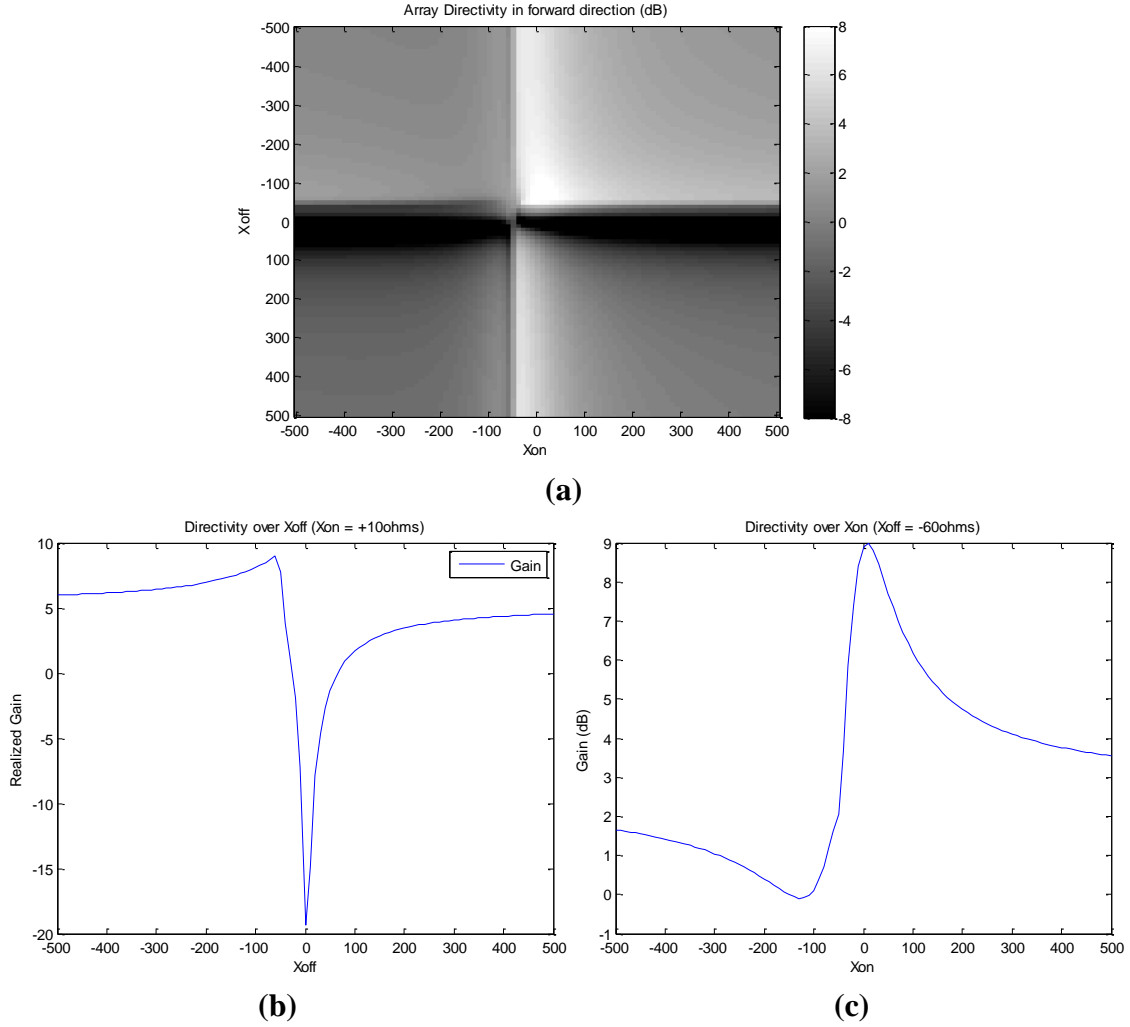 Array Directivity in forward direction (dB)
-500
-400
-300
-200
-100
0
100
200
300
400
500
Xoff
-500 -400 -300 -200 -100 0 100 200 300 400 500
Xon
8
6
4
2
0
-2
-4
-6
-8
(a)
Directivity over Xoff (Xon = +10ohms)
10
5
0
-5
-10
-15
-20
Realized Gain
Gain
-500 -400 -300 -200 -100 0 100 200 300 400 500
Xoff
(b)
Directivity over Xon (Xoff = -60ohms)
9
8
7
6
5
4
3
2
1
0
-1
Gain (dB)
-500 -400 -300 -200 -100 0 100 200 300 400 500
Xon
(c)